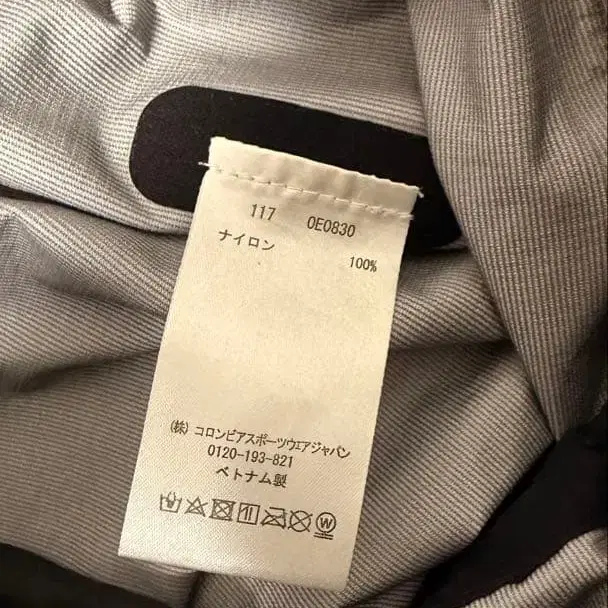 117 0E0830
ナイロン
100%
(株) コロンビアスポーツウエアジャパン
0120-193-821
ベトナム製
W